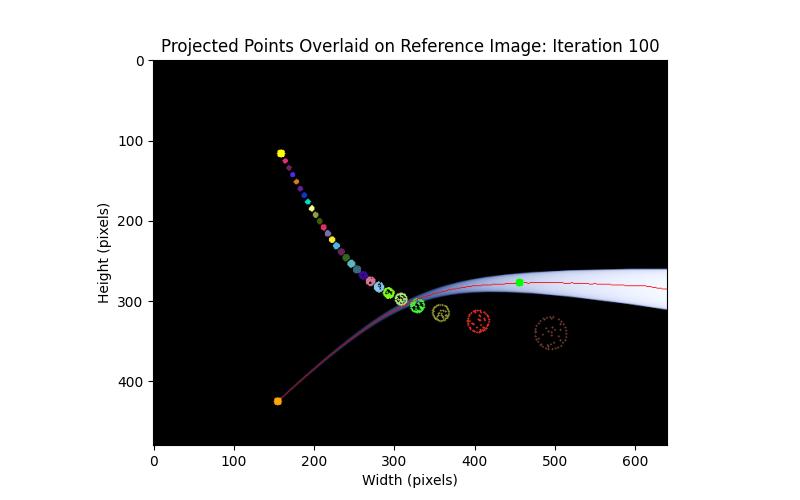 Projected Points Overlaid on Reference Image: Iteration 100
0
100
200
300
400
Height (pixels)
0 100 200 300 400 500 600
Width (pixels)